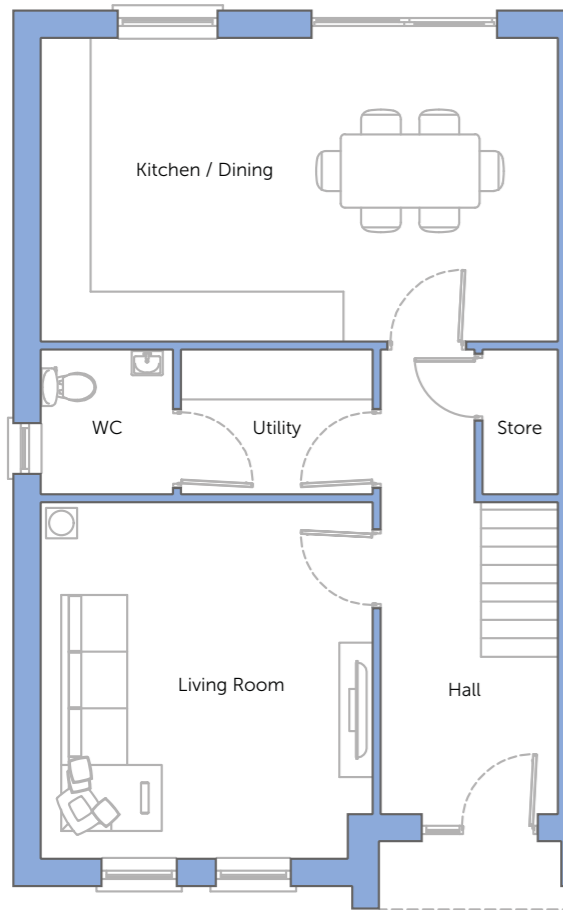 Kitchen / Dining
WC
Utility
Store
Living Room
Hall